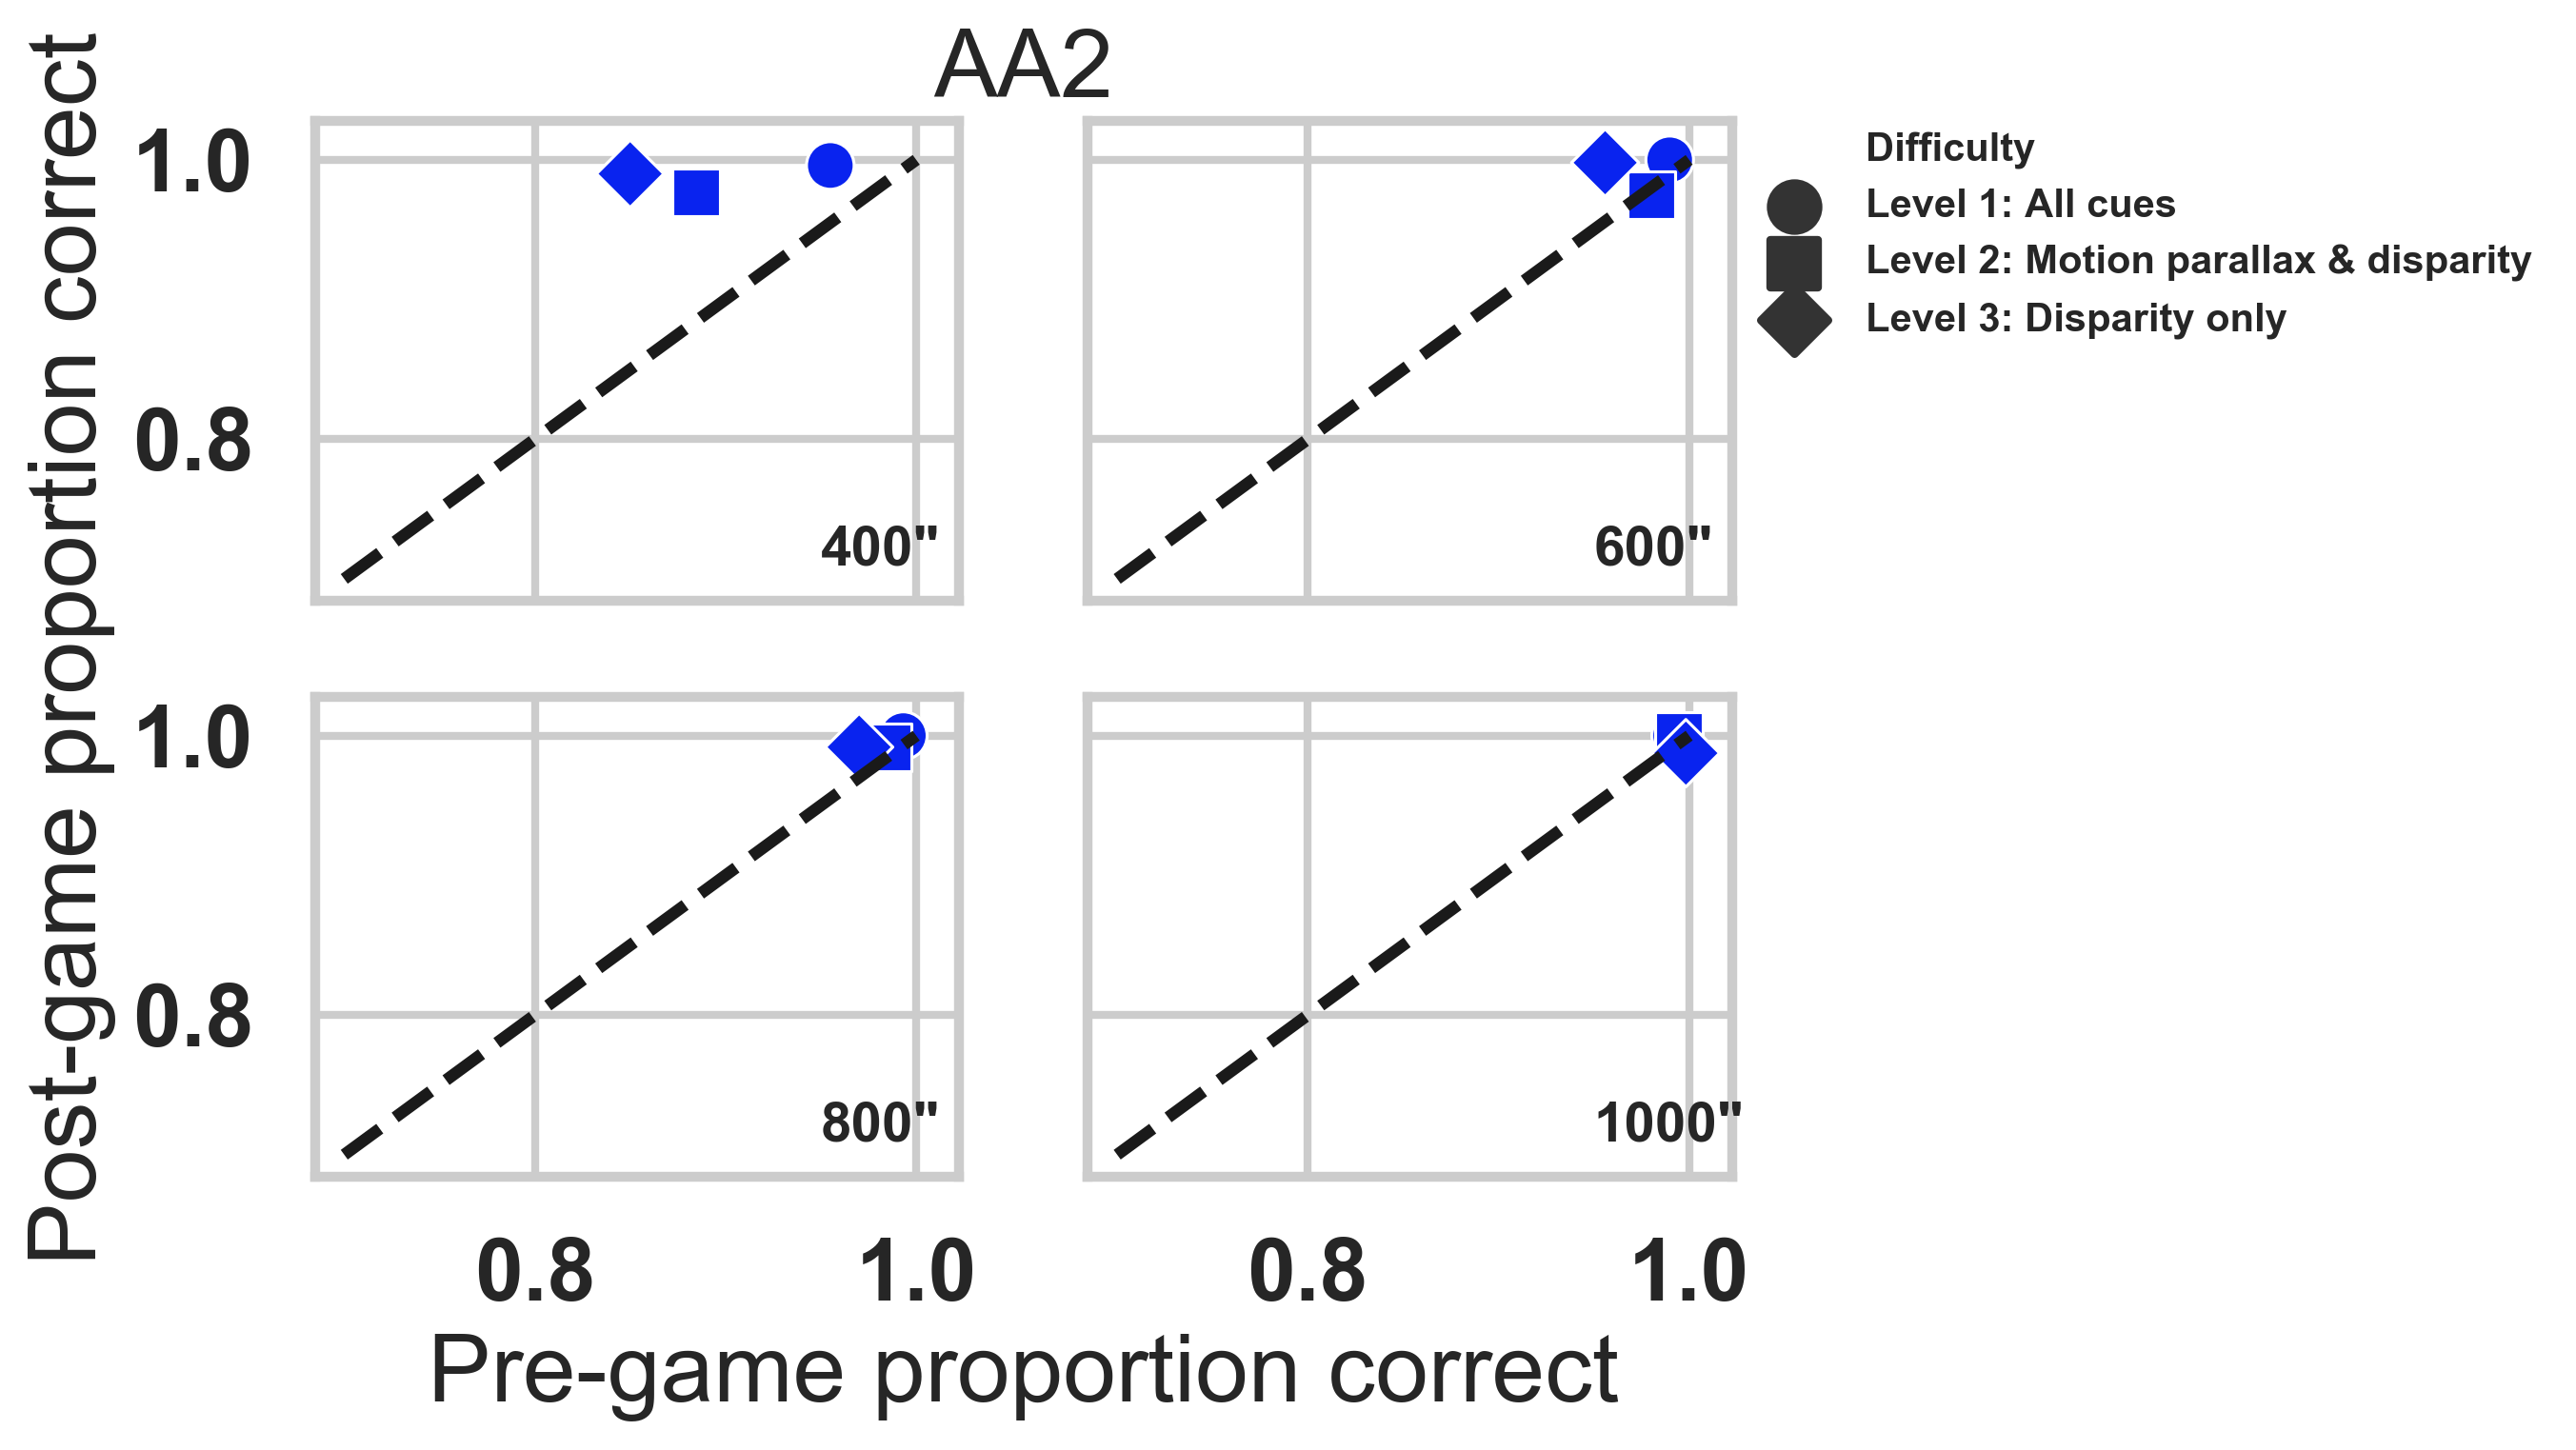 AA2
Post-game proportion correct
1.0
0.8
400"
600"
Difficulty
Level 1: All cues
Level 2: Motion parallax & disparity
Level 3: Disparity only
1.0
0.8
800"
1000"
0.8
1.0
0.8
1.0
Pre-game proportion correct